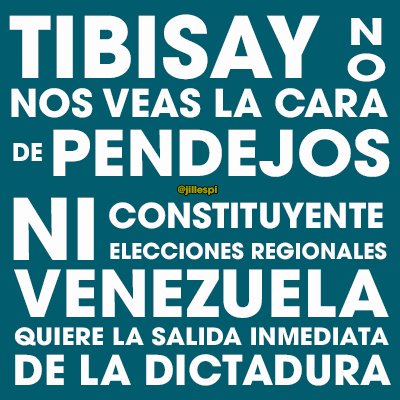 TIBISAY NO
NOS VEAS LA CARA
DE PENDEJOS
@jillespi
NI CONSTITUYENTE
ELECCIONES REGIONALES
VENEZUELA
QUIERE LA SALIDA INMEDIATA
DE LA DICTADURA